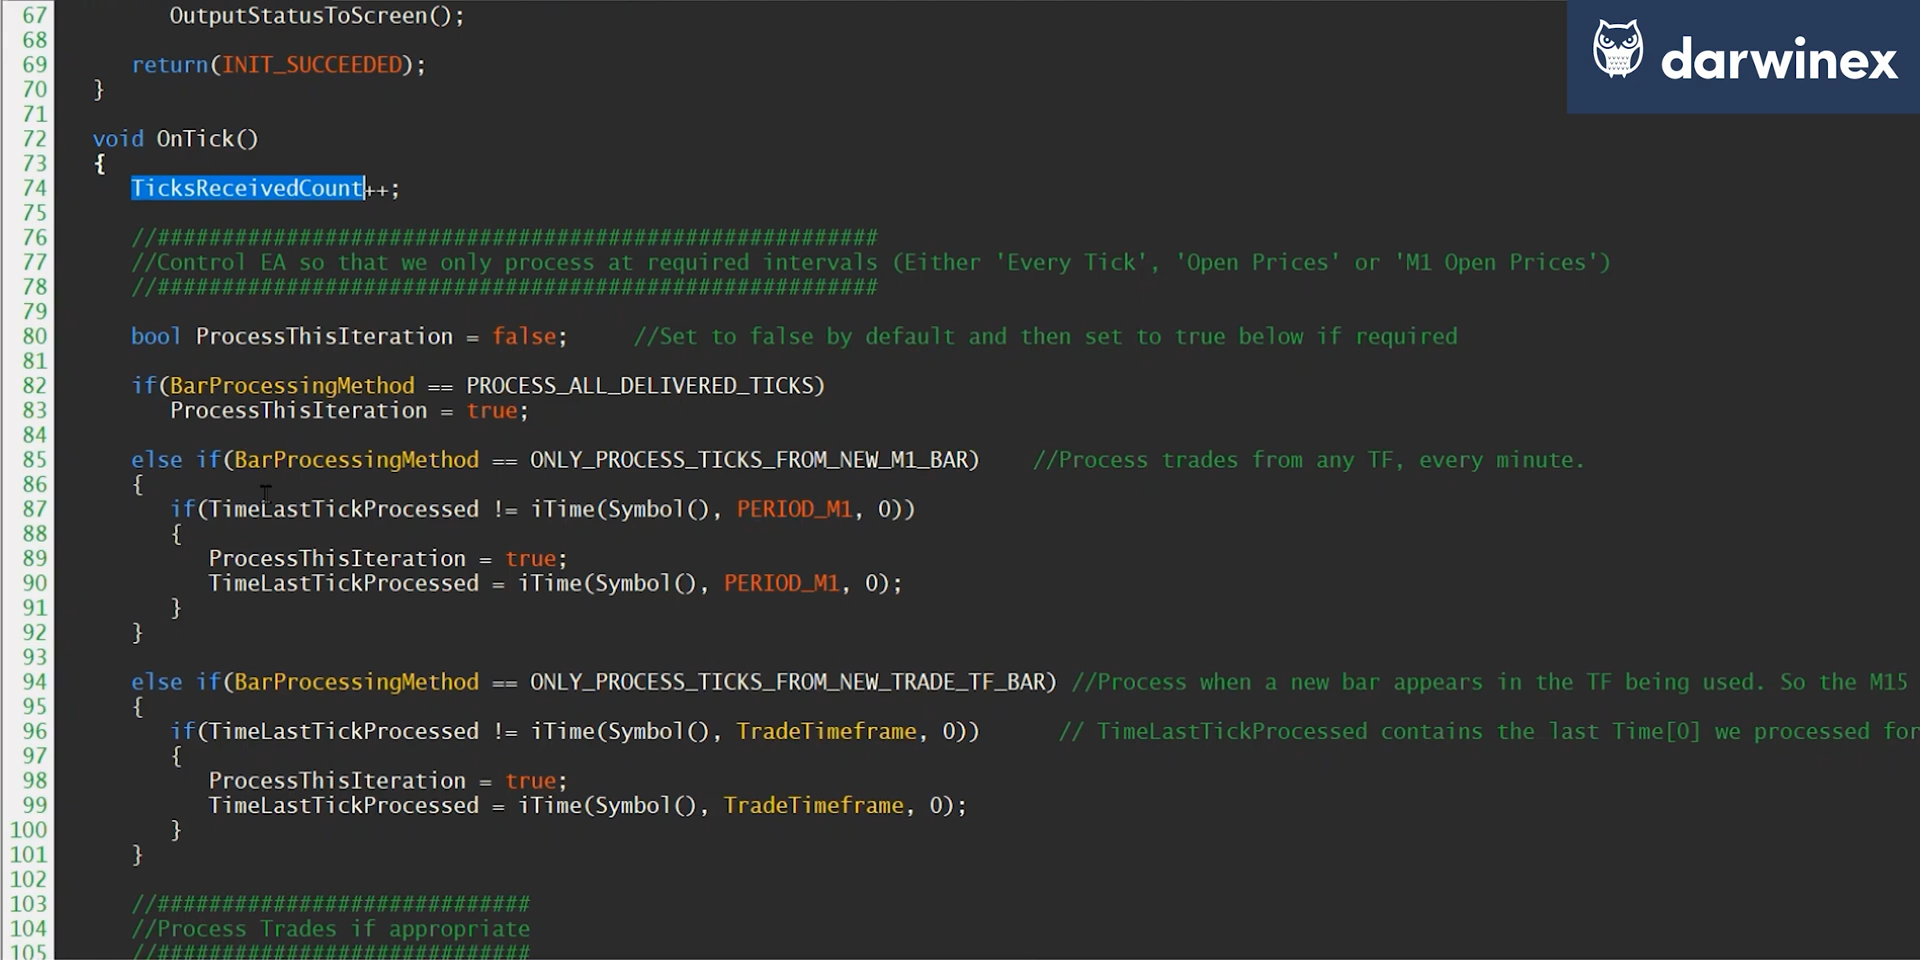 67 OutputStatusToScreen();
68
69 return(INIT_SUCCEEDED);
70 }
71
72 void OnTick()
73 {
74 TicksReceivedCount++;
75
76 //########################################################
77 //Control EA so that we only process at required intervals (Either 'Every Tick', 'Open Prices' or 'M1 Open Prices')
78 //########################################################
79
80 bool ProcessThisIteration = false; //Set to false by default and then set to true below if required
81
82 if(BarProcessingMethod == PROCESS_ALL_DELIVERED_TICKS)
83 ProcessThisIteration = true;
84
85 else if(BarProcessingMethod == ONLY_PROCESS_TICKS_FROM_NEW_M1_BAR) //Process trades from any TF, every minute.
86 {
87 if(TimeLastTickProcessed != iTime(Symbol(), PERIOD_M1, 0))
88 {
89 ProcessThisIteration = true;
90 TimeLastTickProcessed = iTime(Symbol(), PERIOD_M1, 0);
91 }
92 }
93
94 else if(BarProcessingMethod == ONLY_PROCESS_TICKS_FROM_NEW_TRADE_TF_BAR) //Process when a new bar appears in the TF being used. So the M15
95 {
96 if(TimeLastTickProcessed != iTime(Symbol(), TradeTimeframe, 0)) // TimeLastTickProcessed contains the last Time[0] we processed for
97 {
98 ProcessThisIteration = true;
99 TimeLastTickProcessed = iTime(Symbol(), TradeTimeframe, 0);
100 }
101 }
102
103 //#############################
104 //Process Trades if appropriate
105 //#############################
darwinex